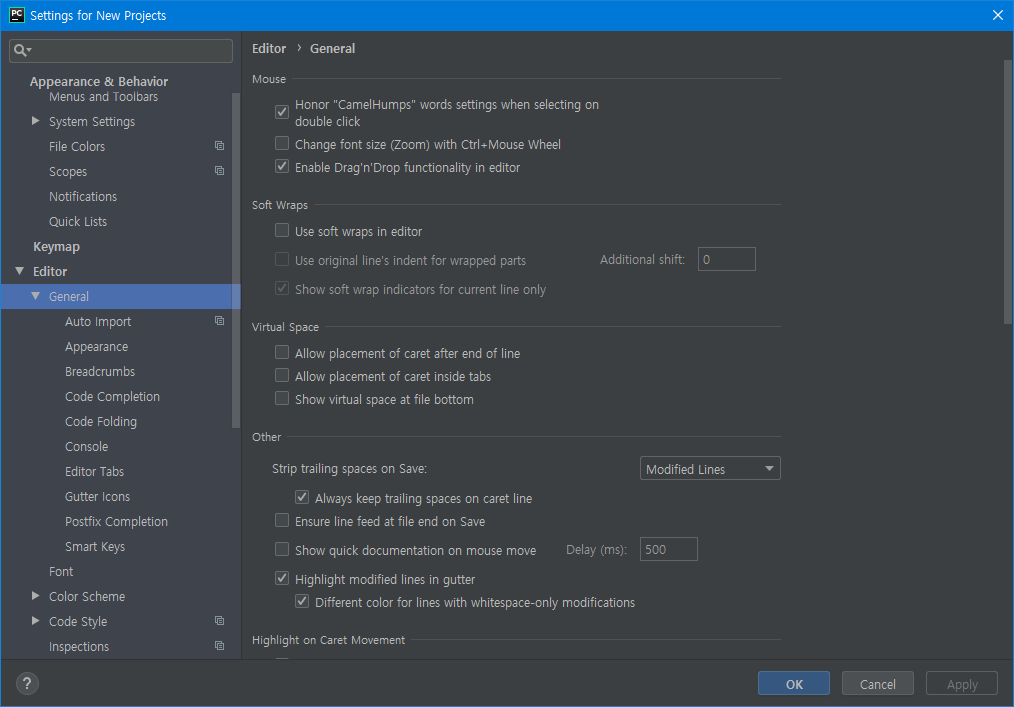 PC
Settings for New Projects
Appearance & Behavior
Menus and Toolbars
System Settings
File Colors
Scopes
Notifications
Quick Lists
Keymap
Editor
General
Auto Import
Appearance
Breadcrumbs
Code Completion
Code Folding
Console
Editor Tabs
Gutter Icons
Postfix Completion
Smart Keys
Font
Color Scheme
Code Style
Inspections
Editor › General
Mouse
Honor "CamelHumps" words settings when selecting on
double click
Change font size (Zoom) with Ctrl+Mouse Wheel
Enable Drag'n'Drop functionality in editor
Soft Wraps
Use soft wraps in editor
Use original line's indent for wrapped parts Additional shift: 0
Show soft wrap indicators for current line only
Virtual Space
Allow placement of caret after end of line
Allow placement of caret inside tabs
Show virtual space at file bottom
Other
Strip trailing spaces on Save: Modified Lines
Always keep trailing spaces on caret line
Ensure line feed at file end on Save
Show quick documentation on mouse move Delay (ms): 500
Highlight modified lines in gutter
Different color for lines with whitespace-only modifications
Highlight on Caret Movement
? OK Cancel Apply